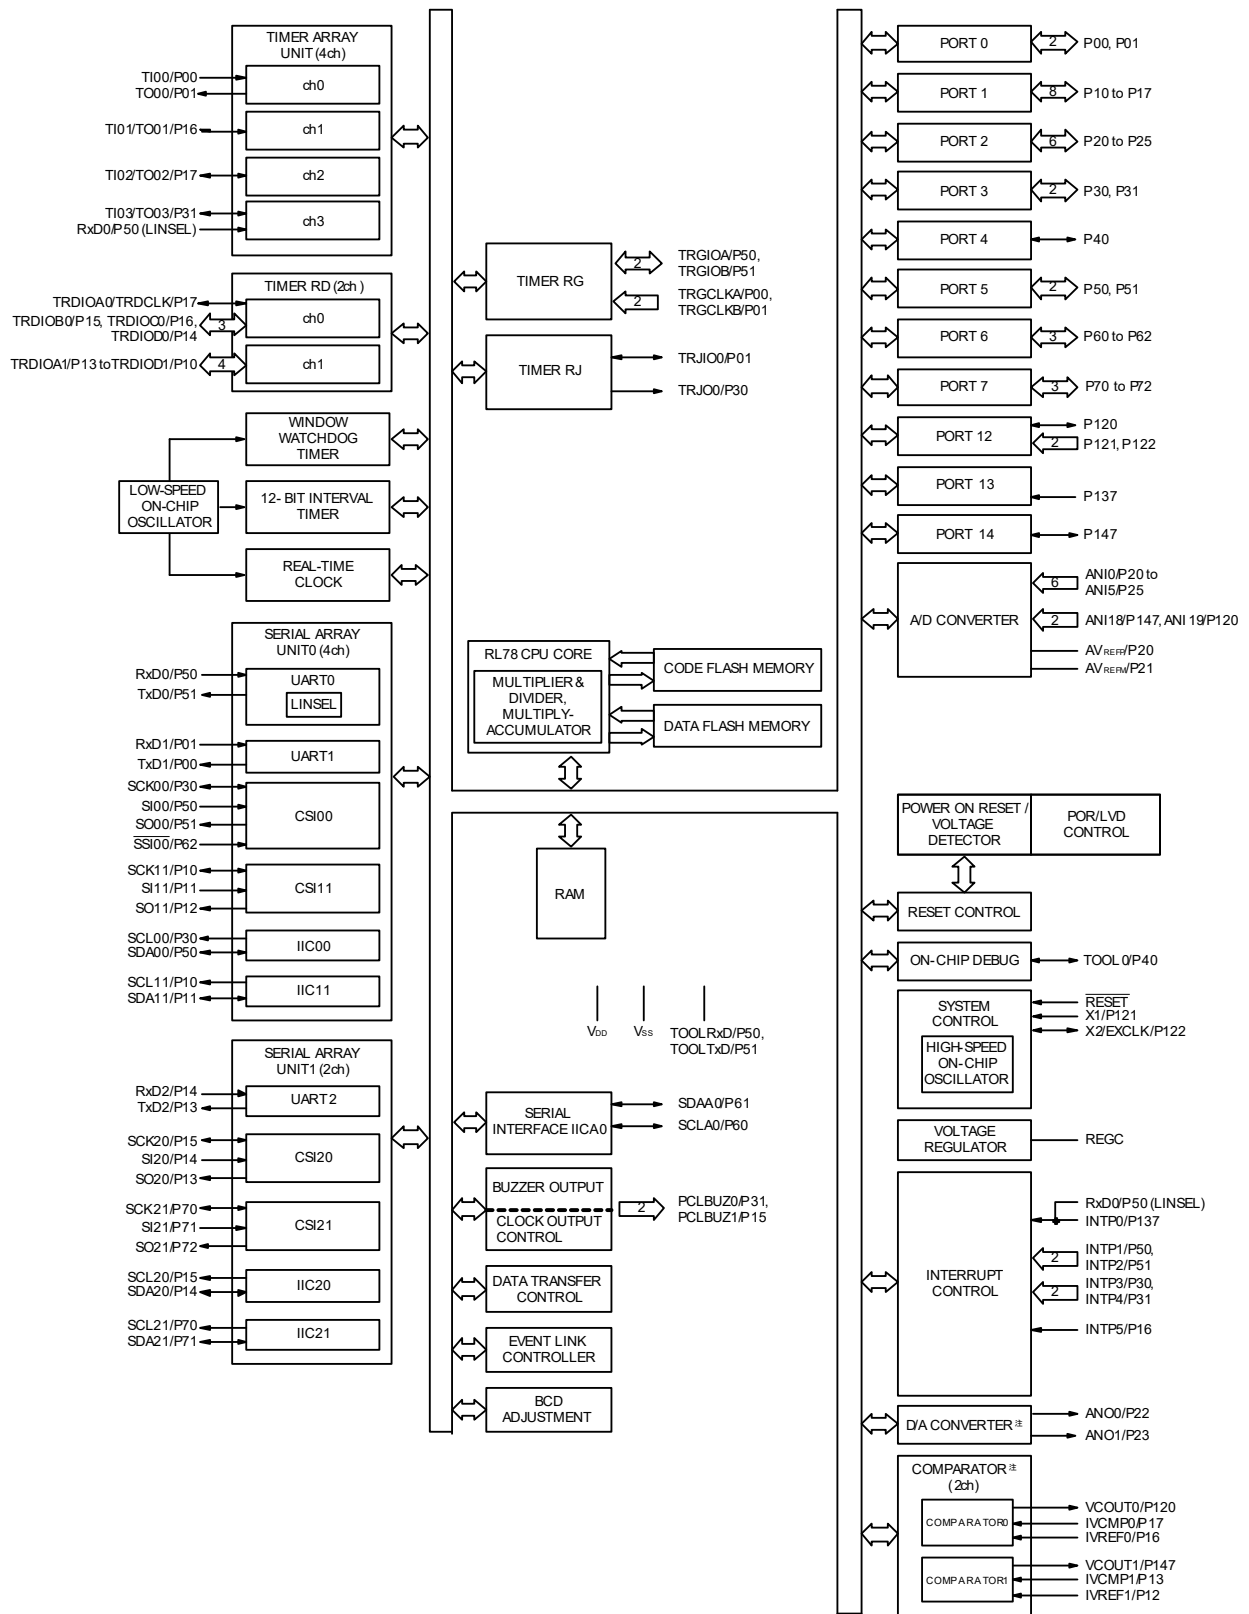 TIMER ARRAY
UNIT (4ch)
TI00/P00
TO00/P01
ch0
TI01/TO01/P16
ch1
TI02/TO02/P17
ch2
TI03/TO03/P31
RxD0/P50 (LINSEL)
ch3
TIMER RD (2ch)
TRDIOA0/TRDCLK/P17
TRDIOB0/P15, TRDIOC0/P16,
TRDIOD0/P14
3
ch0
TRDIOA1/P13 to TRDIOD1/P10
4
ch1
WINDOW
WATCHDOG
TIMER
LOW-SPEED
ON-CHIP
OSCILLATOR
12- BIT INTERVAL
TIMER
REAL-TIME
CLOCK
SERIAL ARRAY
UNIT0 (4ch)
RxD0/P50
TxD0/P51
UART0
LINSEL
RxD1/P01
TxD1/P00
UART1
SCK00/P30
SI00/P50
SO00/P51
SSI00/P62
CSI00
SCK11/P10
SI11/P11
SO11/P12
CSI11
SCL00/P30
SDA00/P50
IIC00
SCL11/P10
SDA11/P11
IIC11
SERIAL ARRAY
UNIT1 (2ch)
RxD2/P14
TxD2/P13
UART2
SCK20/P15
SI20/P14
SO20/P13
CSI20
SCK21/P70
SI21/P71
SO21/P72
CSI21
SCL20/P15
SDA20/P14
IIC20
SCL21/P70
SDA21/P71
IIC21
TIMER RG
2
TRGIOA/P50,
TRGIOB/P51
2
TRGCLKA/P00,
TRGCLKB/P01
TIMER RJ
TRJIO0/P01
TRJO0/P30
RL78 CPU CORE
MULTIPLIER &
DIVIDER,
MULTIPLY-
ACCUMULATOR
CODE FLASH MEMORY
DATA FLASH MEMORY
RAM
VDD
VSS
TOOLRxD/P50,
TOOLTxD/P51
SERIAL
INTERFACE IICA0
SDAA0/P61
SCLA0/P60
BUZZER OUTPUT
CLOCK OUTPUT
CONTROL
2
PCLBUZ0/P31,
PCLBUZ1/P15
DATA TRANSFER
CONTROL
EVENT LINK
CONTROLLER
BCD
ADJUSTMENT
PORT 0
2
P00, P01
PORT 1
8
P10 to P17
PORT 2
6
P20 to P25
PORT 3
2
P30, P31
PORT 4
P40
PORT 5
2
P50, P51
PORT 6
3
P60 to P62
PORT 7
3
P70 to P72
PORT 12
P120
2
P121, P122
PORT 13
P137
PORT 14
P147
A/D CONVERTER
6
ANI0/P20 to
ANI5/P25
2
ANI18/P147, ANI19/P120
AVREFP/P20
AVREFM/P21
POWER ON RESET /
VOLTAGE
DETECTOR
POR/LVD
CONTROL
RESET CONTROL
ON-CHIP DEBUG
TOOL0/P40
SYSTEM
CONTROL
HIGH-SPEED
ON-CHIP
OSCILLATOR
RESET
X1/P121
X2/EXCLK/P122
VOLTAGE
REGULATOR
REGC
INTERRUPT
CONTROL
RxD0/P50 (LINSEL)
INTP0/P137
2
INTP1/P50,
INTP2/P51
2
INTP3/P30,
INTP4/P31
INTP5/P16
D/A CONVERTER 注
ANO0/P22
ANO1/P23
COMPARATOR 注
(2ch)
COMPARATOR0
VCOUT0/P120
IVCMP0/P17
IVREF0/P16
COMPARATOR1
VCOUT1/P147
IVCMP1/P13
IVREF1/P12